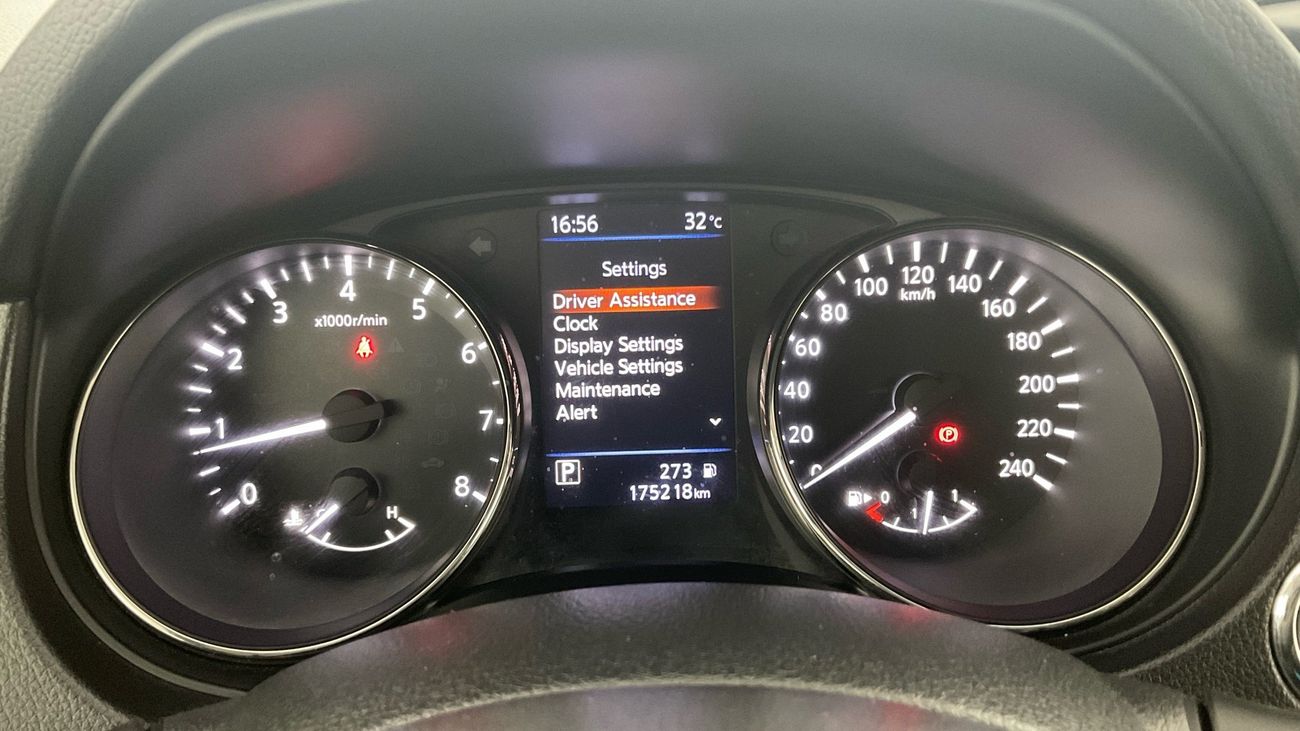 16:56 32°C
Settings
Driver Assistance
Clock
Display Settings
Vehicle Settings
Maintenance
Alert
P 273
175218km
0 1 2 3 4 5 6 7 8
x1000r/min
C H
0 20 40 60 80 100 120 140 160 180 200 220 240
km/h
P
0 1 1